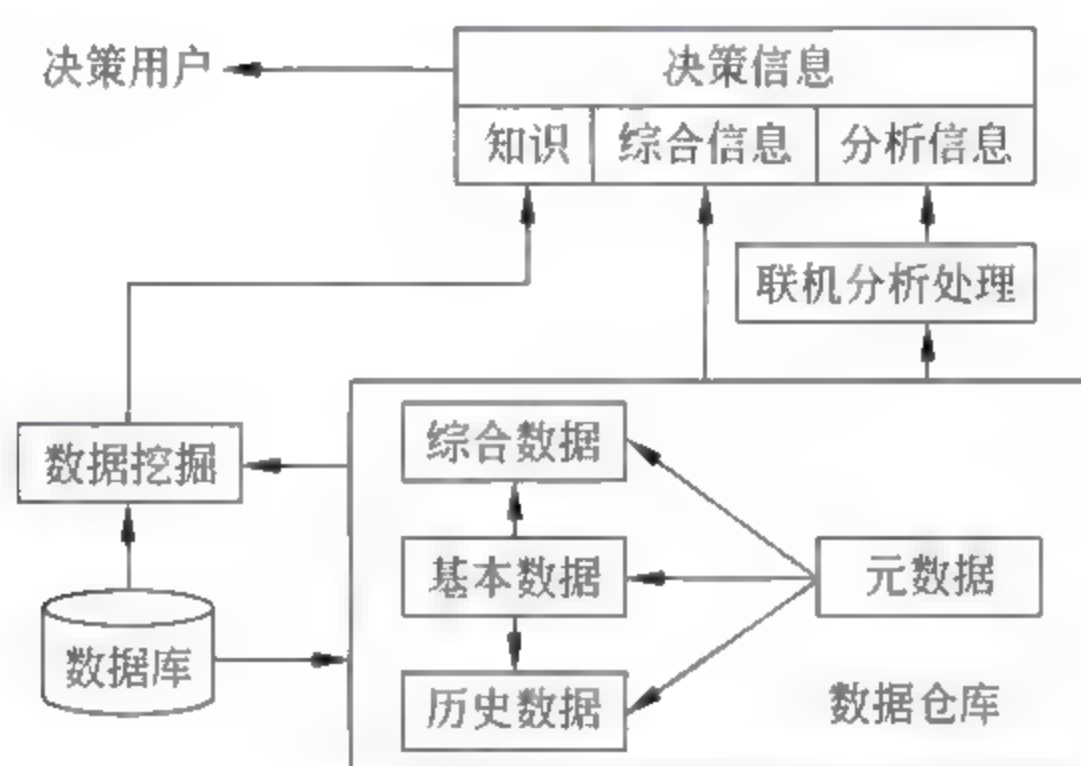 决策用户
决策信息
知识
综合信息
分析信息
联机分析处理
数据挖掘
综合数据
基本数据
元数据
数据库
历史数据
数据仓库